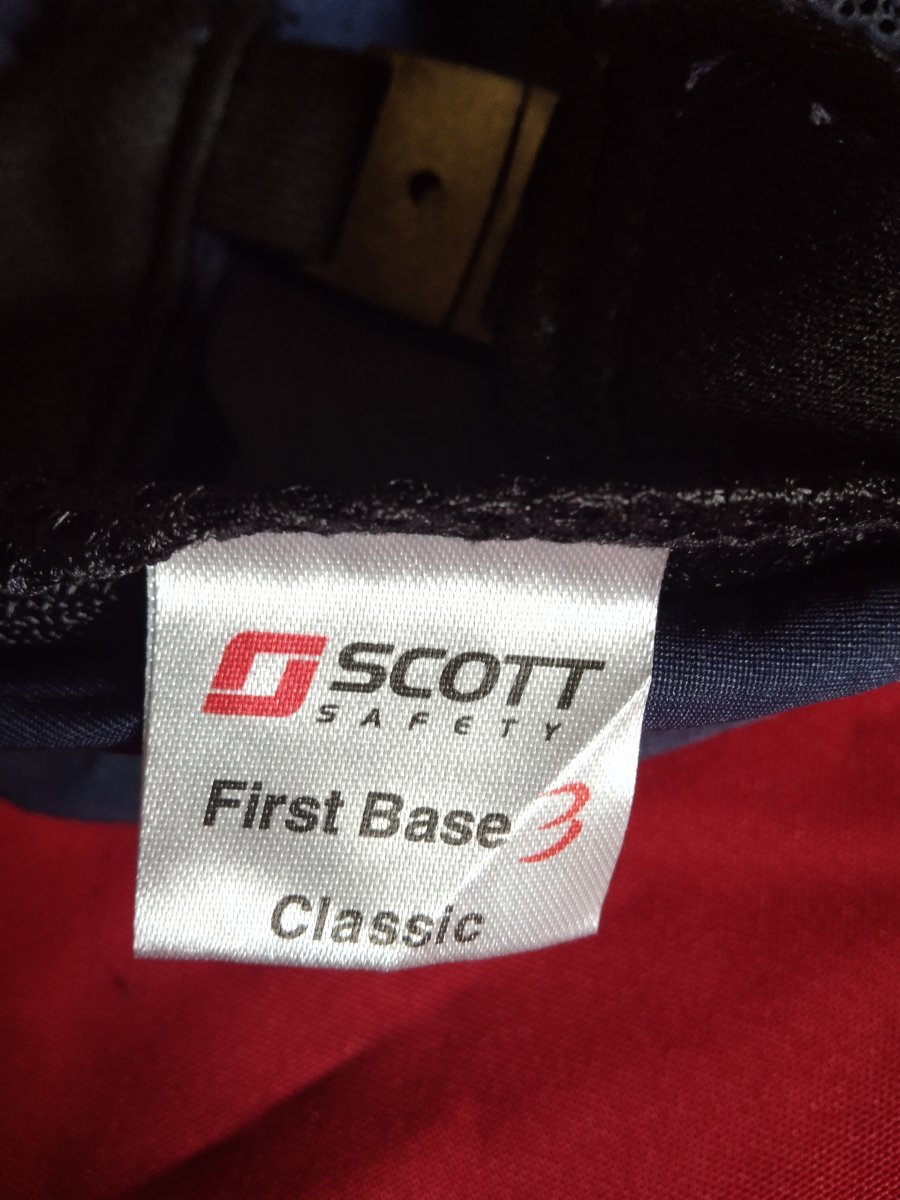 SCOTT
SAFETY
First Base 3
Classic